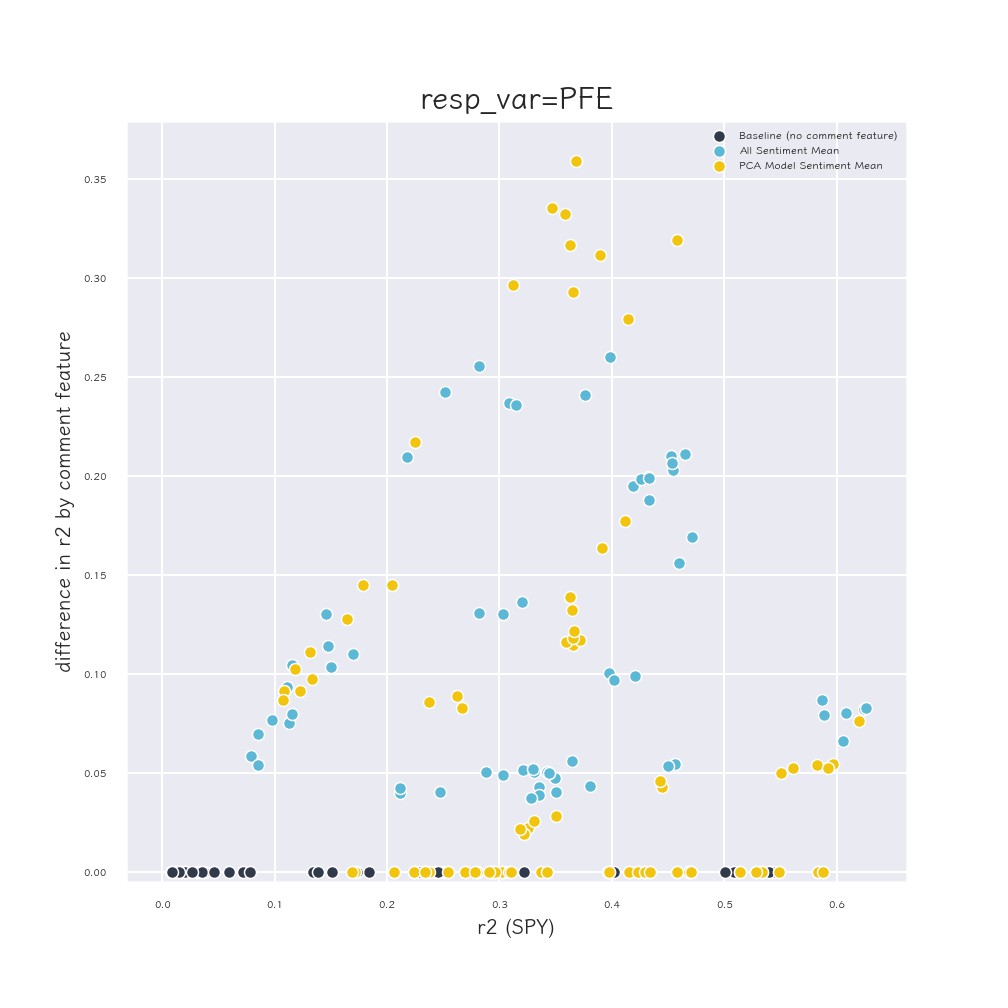 resp_var=PFE
Baseline (no comment feature)
All Sentiment Mean
PCA Model Sentiment Mean
difference in r2 by comment feature
0.35
0.30
0.25
0.20
0.15
0.10
0.05
0.00
0.0 0.1 0.2 0.3 0.4 0.5 0.6
r2 (SPY)